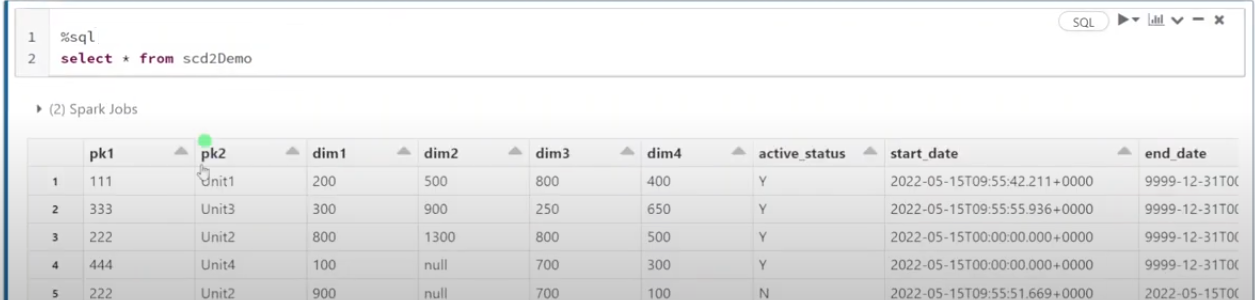 SQL
1 %sql
2 select * from scd2Demo
(2) Spark Jobs
pk1 pk2 dim1 dim2 dim3 dim4 active_status start_date end_date
1 111 Unit1 200 500 800 400 Y 2022-05-15T09:55:42.211+0000 9999-12-31T0(
2 333 Unit3 300 900 250 650 Y 2022-05-15T09:55:55.936+0000 9999-12-31T0(
3 222 Unit2 800 1300 800 500 Y 2022-05-15T00:00:00.000+0000 9999-12-31T0(
4 444 Unit4 100 null 700 300 Y 2022-05-15T00:00:00.000+0000 9999-12-31T0(
5 222 Unit2 900 null 700 100 N 2022-05-15T09:55:51.669+0000 2022-05-15T0(